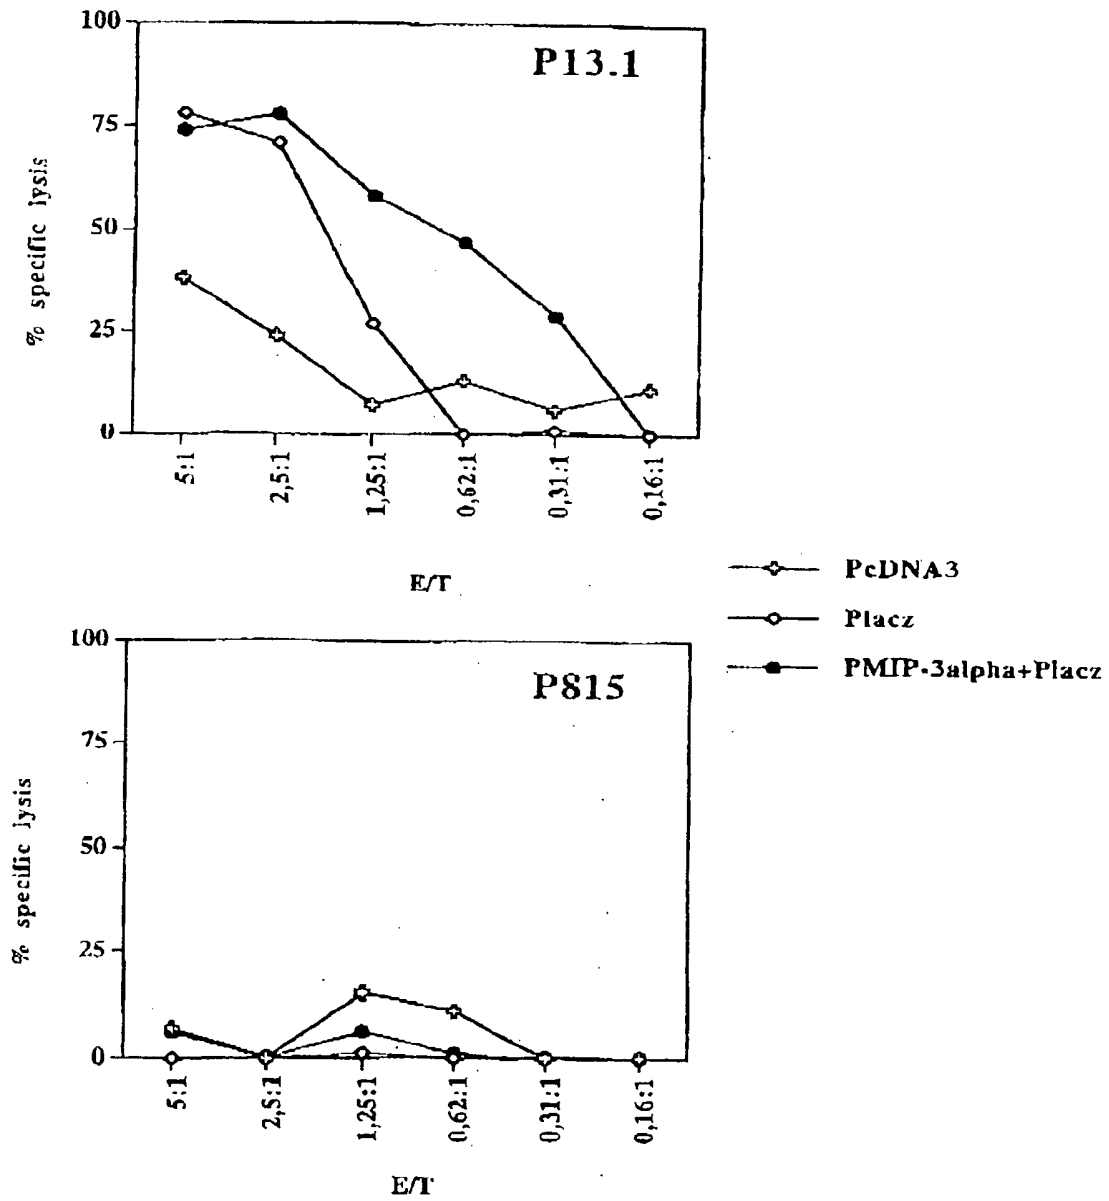 100
P13.1
75
50
25
0
% specific lysis
5:1
2,5:1
1,25:1
0,62:1
0,31:1
0,16:1
E/T
PcDNA3
Placz
PMIP-3alpha+Placz
100
P815
75
50
25
0
% specific lysis
5:1
2,5:1
1,25:1
0,62:1
0,31:1
0,16:1
E/T